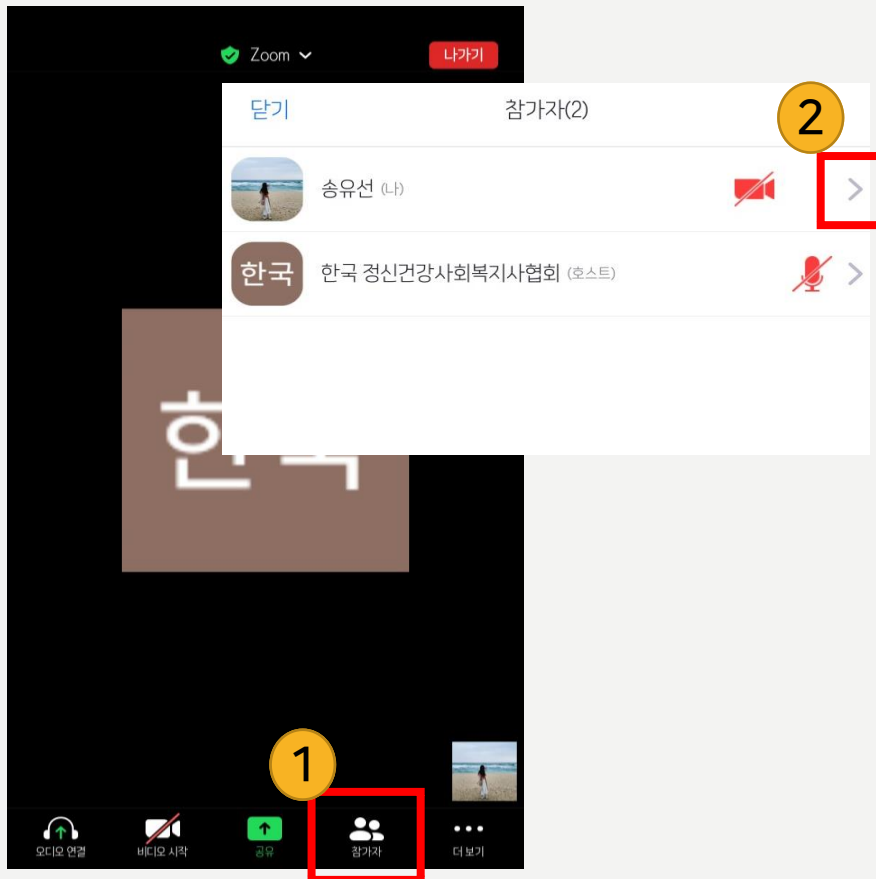 Zoom
나가기
닫기
참가자(2)
2
송유선 (나)
한국
한국 정신건강사회복지사협회 (호스트)
한국
1
오디오 연결
비디오 시작
공유
참가자
더 보기